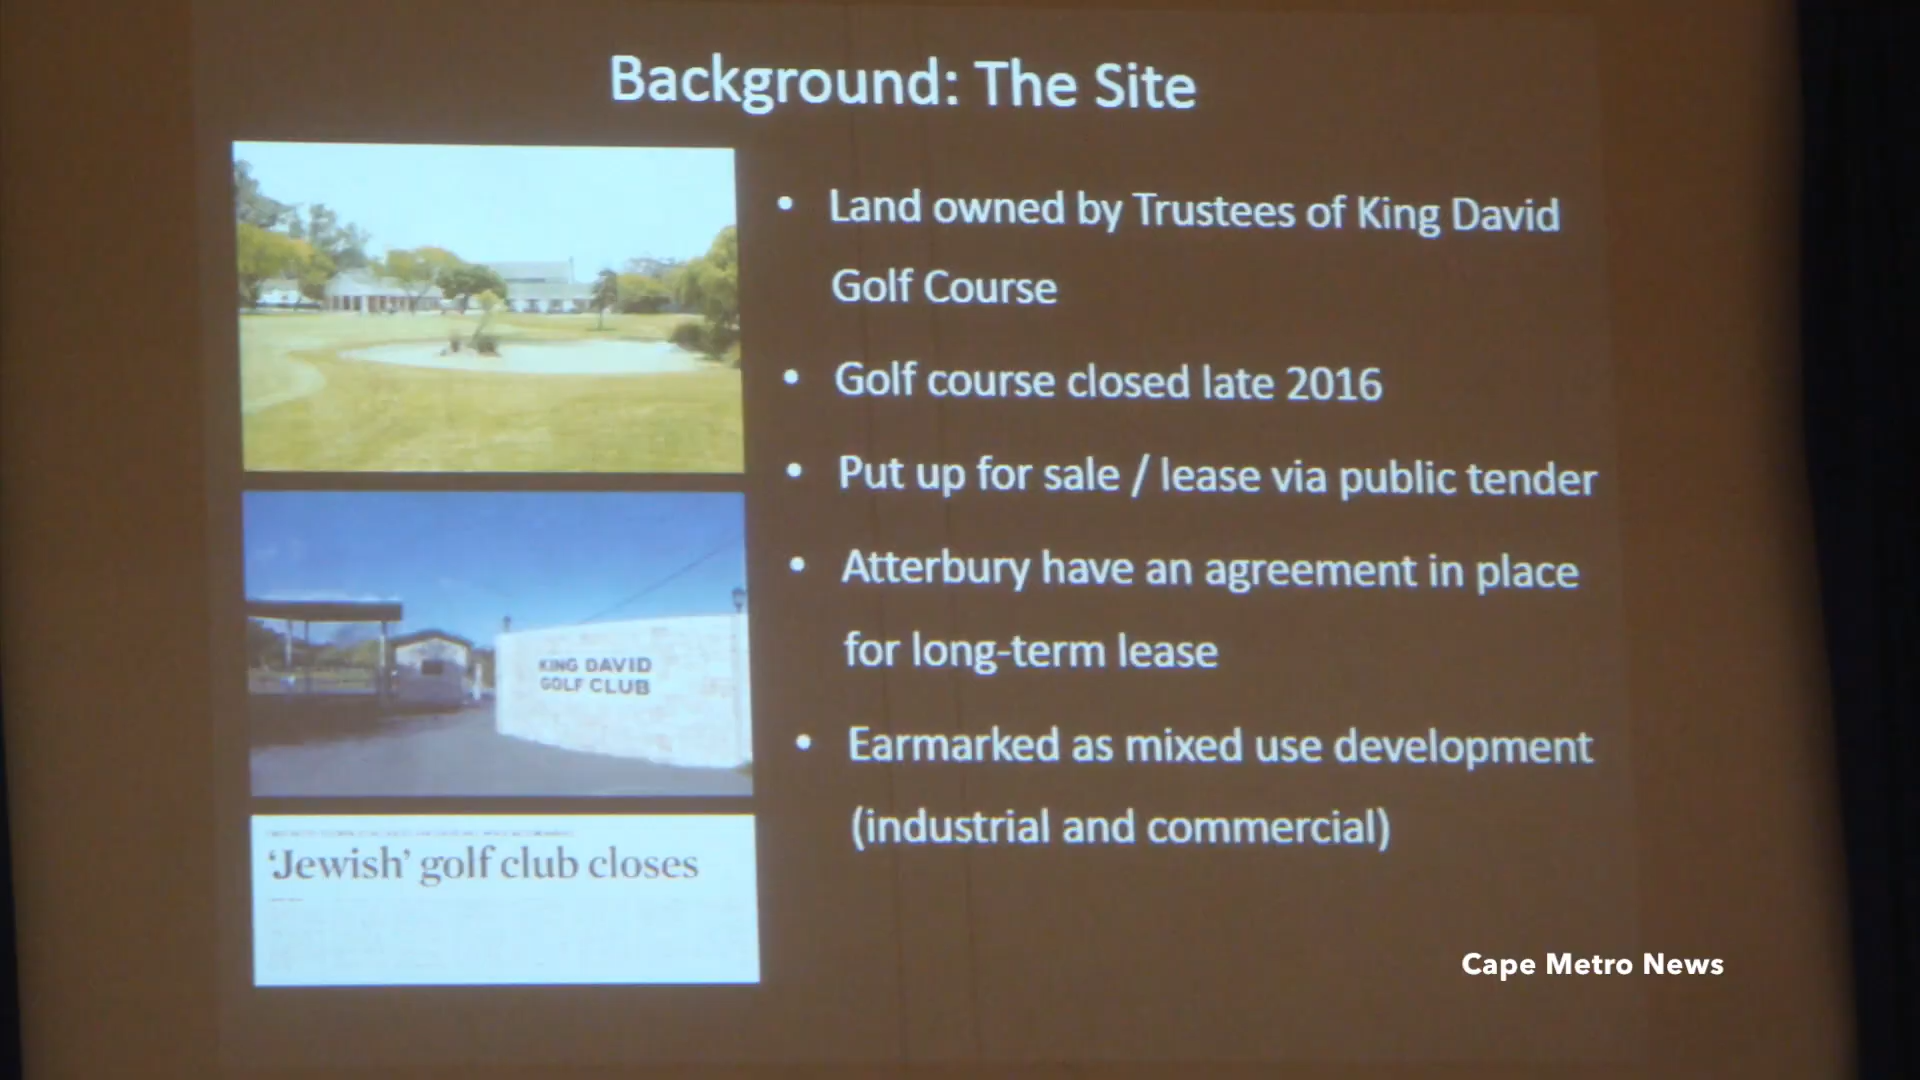 Background: The Site
• Land owned by Trustees of King David
Golf Course
• Golf course closed late 2016
• Put up for sale / lease via public tender
• Atterbury have an agreement in place
for long-term lease
• Earmarked as mixed use development
(industrial and commercial)
KING DAVID
GOLF CLUB
‘Jewish’ golf club closes
Cape Metro News